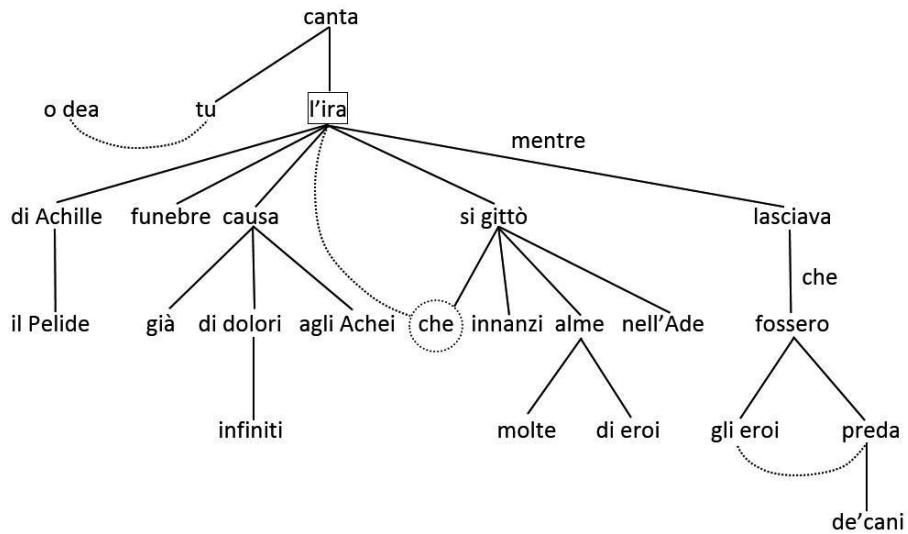 canta
o dea tu l'ira
mentre
di Achille funebre causa si gittò lasciava
che
il Pelide già di dolori agli Achei che innanzi alme nell'Ade fossero
infiniti molte di eroi gli eroi preda
de'cani